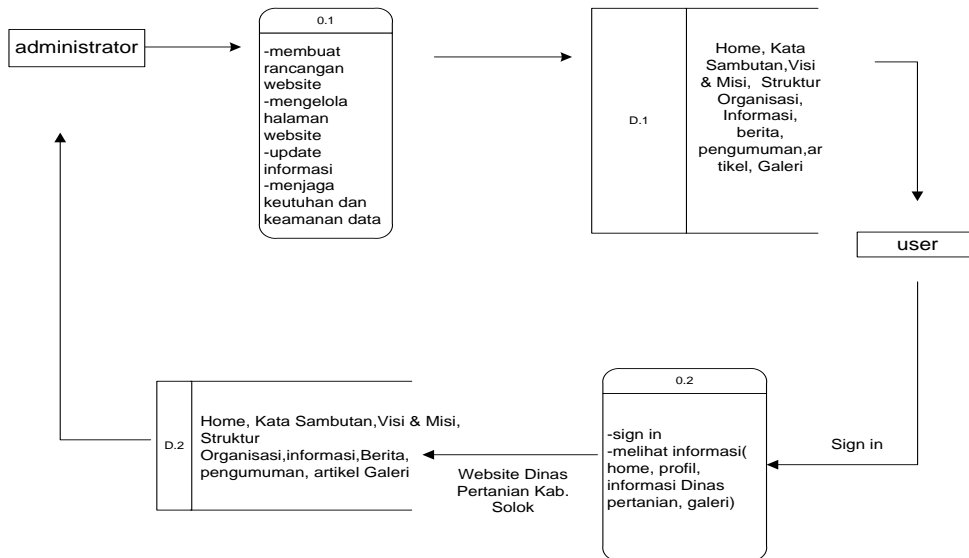 administrator
0.1
-membuat
rancangan
website
-mengelola
halaman
website
-update
informasi
-menjaga
keutuhan dan
keamanan data
D.1
Home, Kata
Sambutan,Visi
& Misi,  Struktur
Organisasi,
Informasi,
berita,
pengumuman,ar
tikel, Galeri
user
Sign in
0.2
-sign in
-melihat informasi(
home, profil,
informasi Dinas
pertanian, galeri)
Website Dinas
Pertanian Kab.
Solok
D.2
Home, Kata Sambutan,Visi & Misi,
Struktur
Organisasi,informasi,Berita,
pengumuman, artikel Galeri